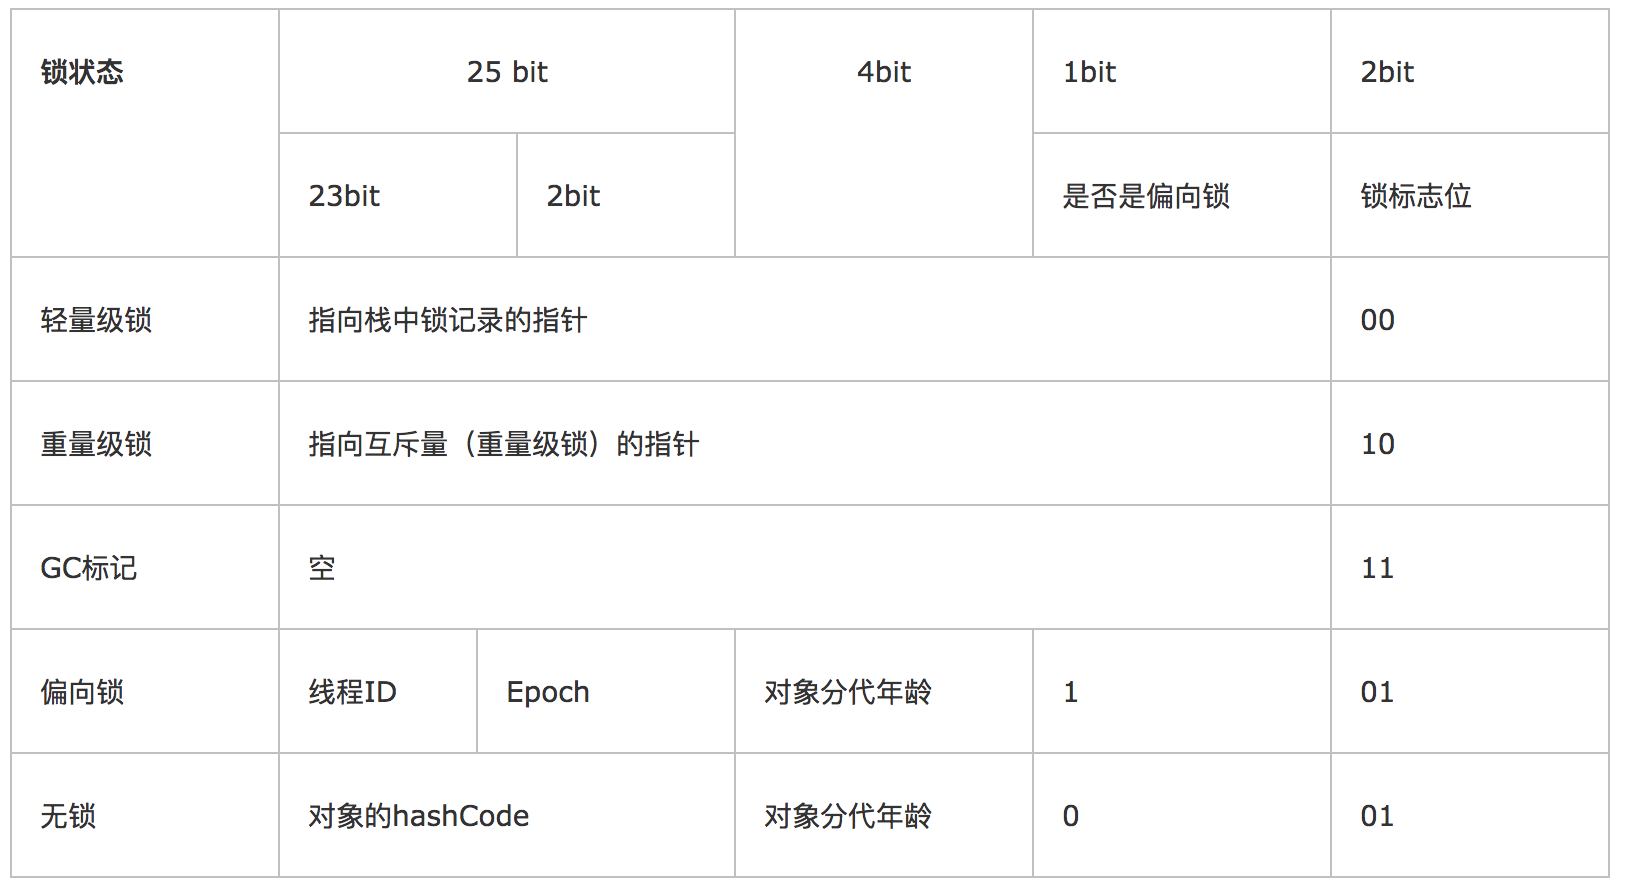 锁状态 25 bit 4bit 1bit 2bit
23bit 2bit 是否是偏向锁 锁标志位
轻量级锁 指向栈中锁记录的指针 00
重量级锁 指向互斥量（重量级锁）的指针 10
GC标记 空 11
偏向锁 线程ID Epoch 对象分代年龄 1 01
无锁 对象的hashCode 对象分代年龄 0 01